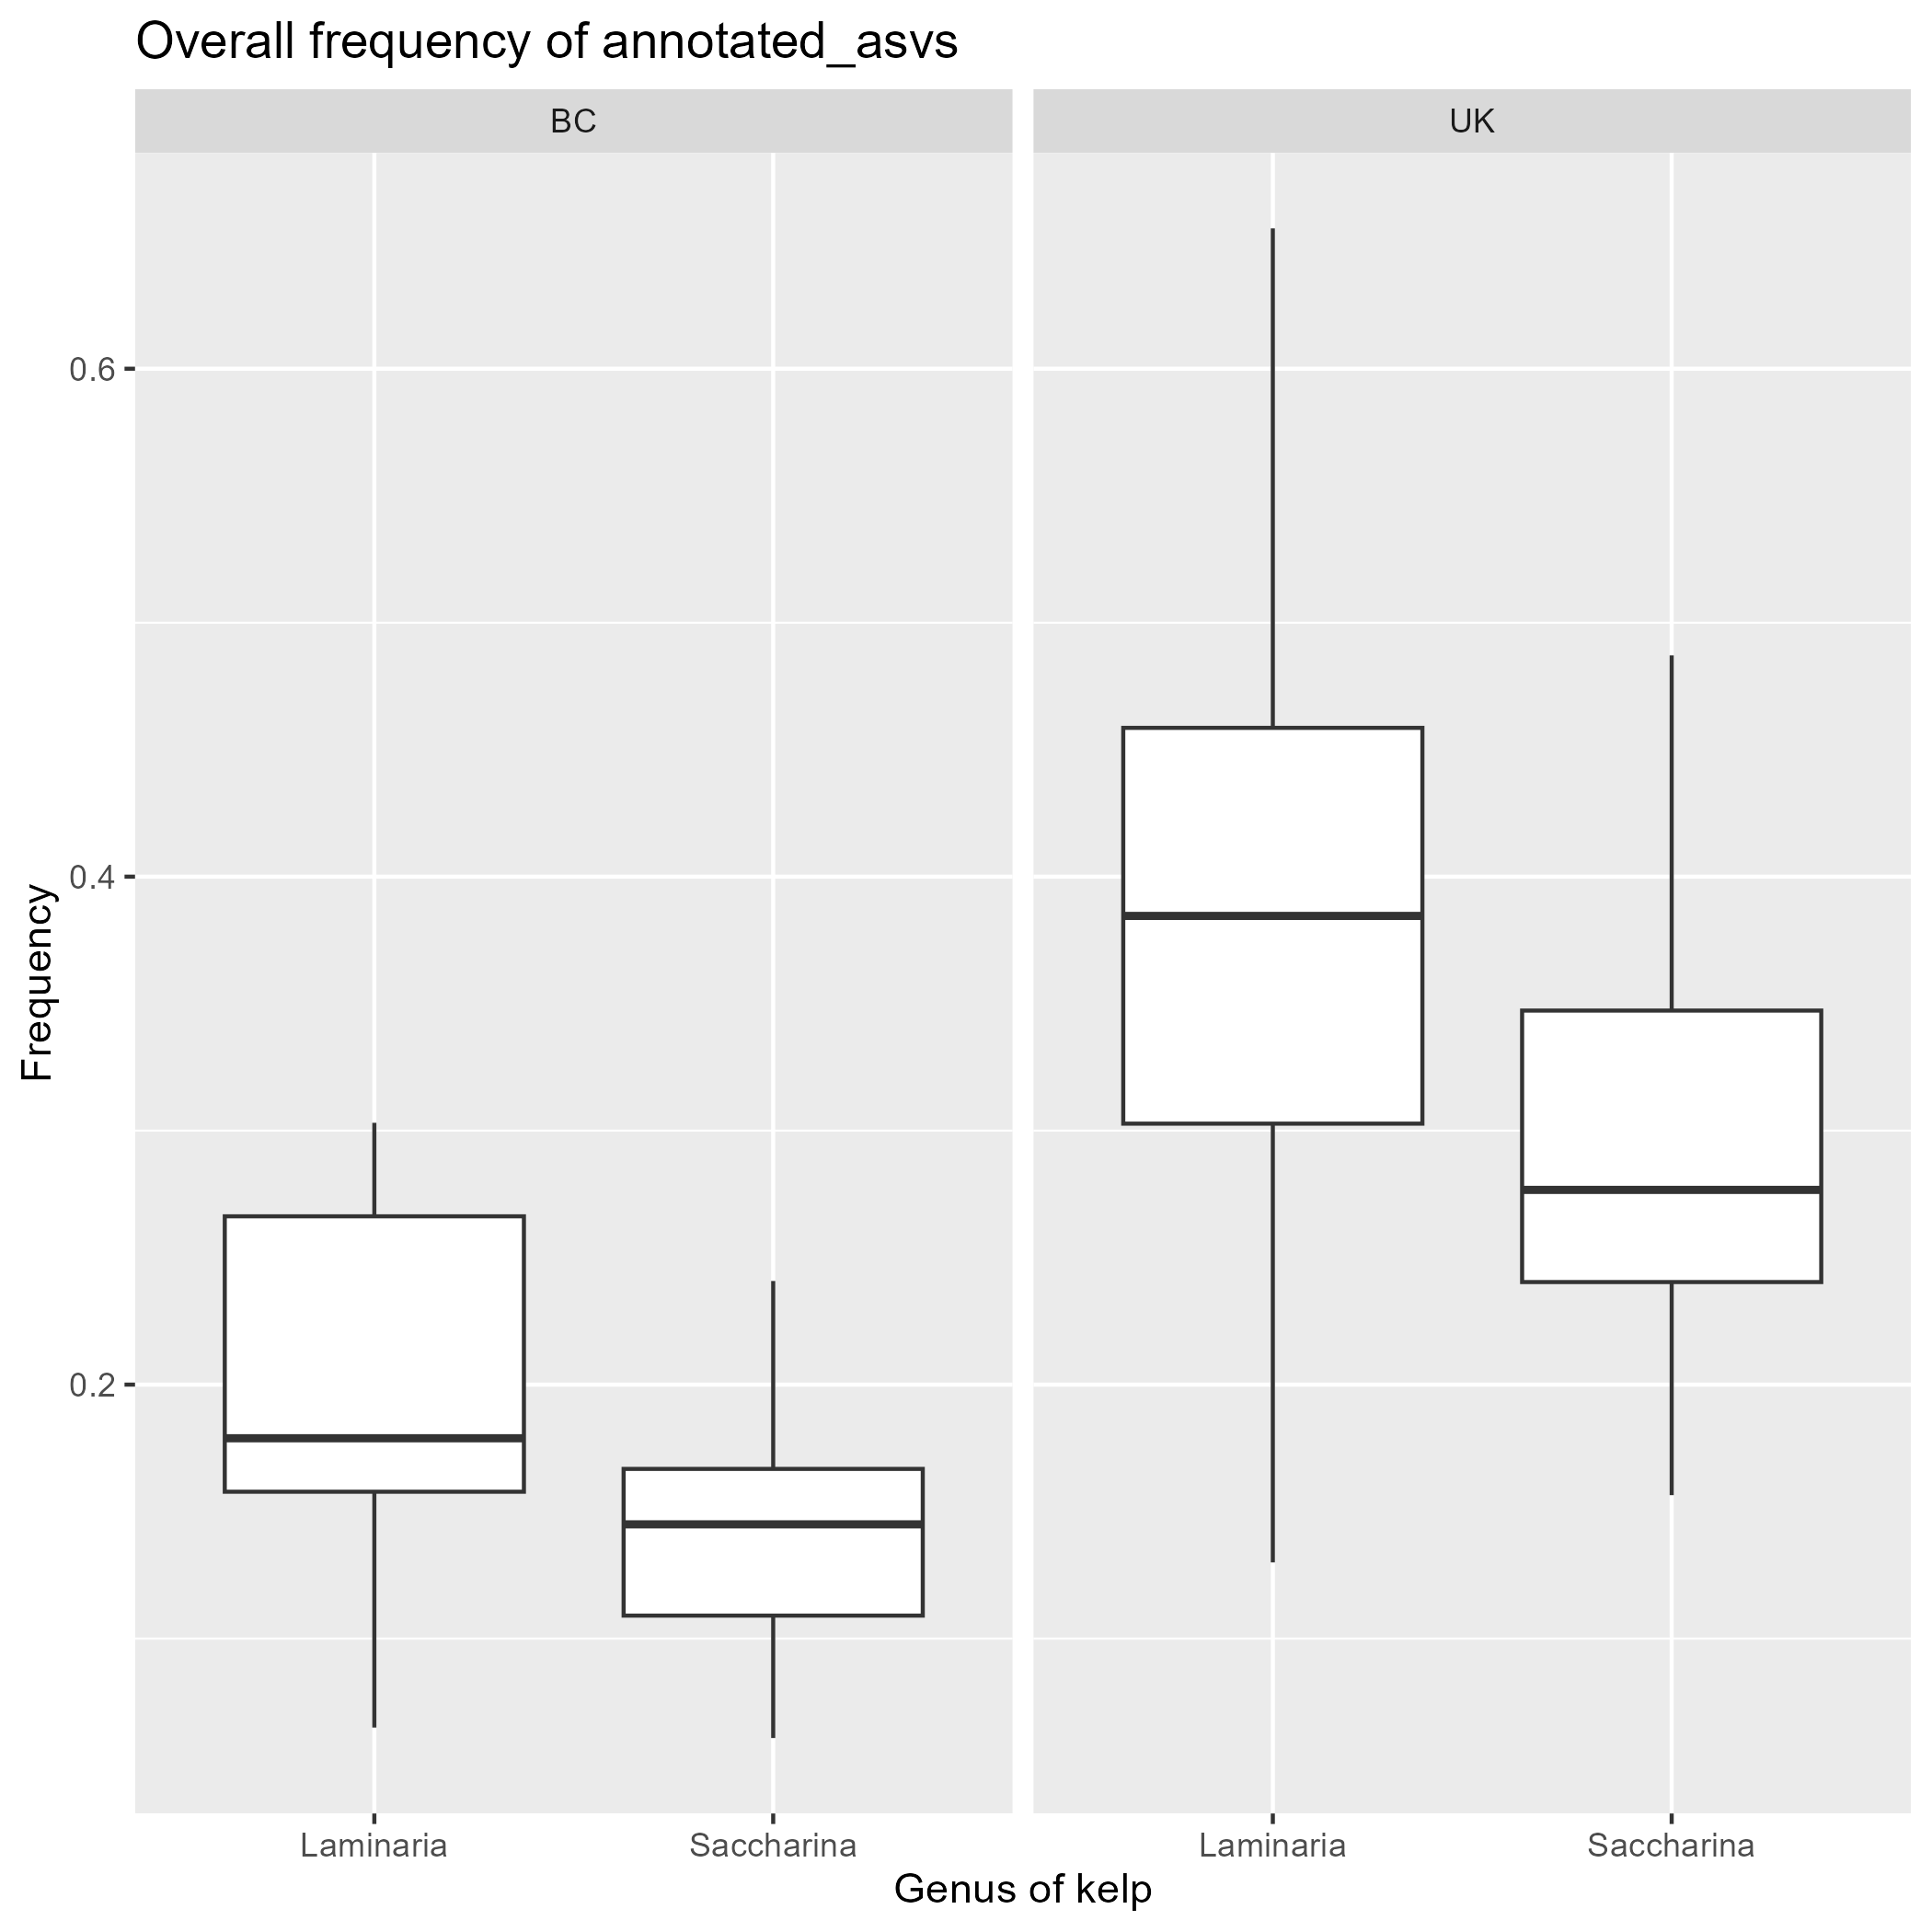 Overall frequency of annotated_asvs
BC
UK
0.6
0.4
0.2
Frequency
Laminaria
Saccharina
Laminaria
Saccharina
Genus of kelp